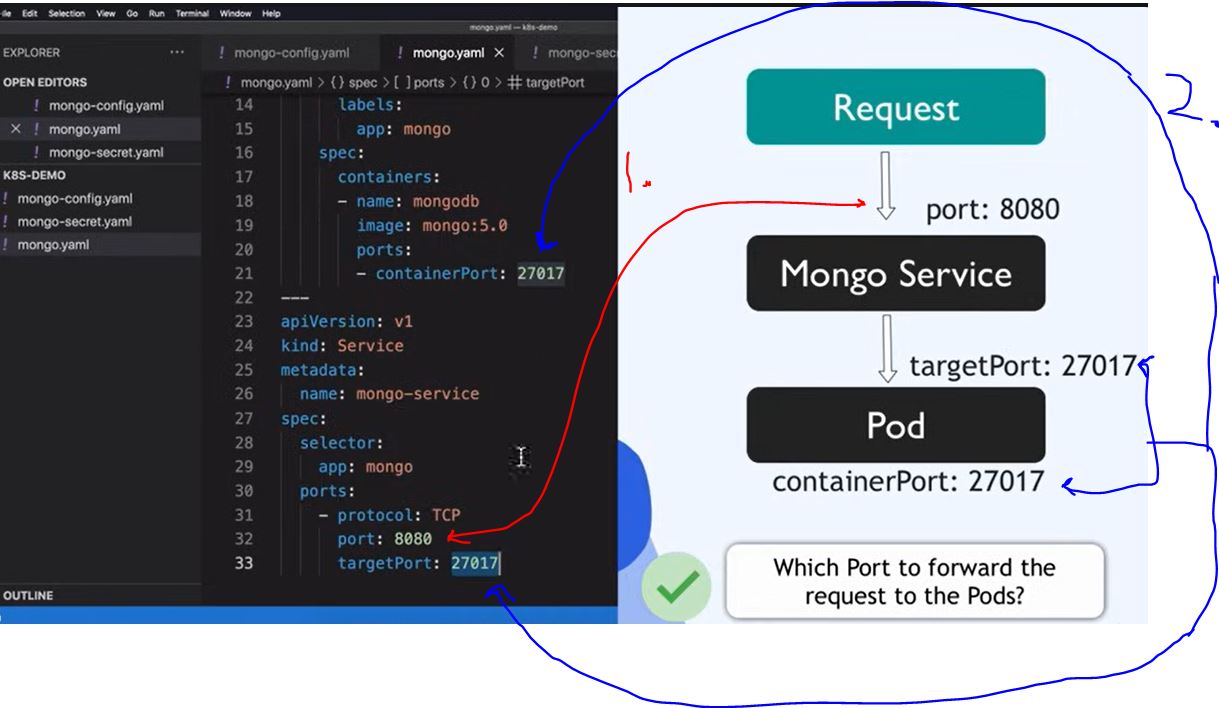 ile Edit Selection View Go Run Terminal Window Help
mongo.yaml — k8s-demo
EXPLORER ...
! mongo-config.yaml ! mongo.yaml × ! mongo-sec
OPEN EDITORS
! mongo-config.yaml
× ! mongo.yaml
! mongo-secret.yaml
K8S-DEMO
! mongo-config.yaml
! mongo-secret.yaml
! mongo.yaml
OUTLINE
! mongo.yaml > {} spec > [ ] ports > {} 0 > # targetPort
14 labels:
15 app: mongo
16 spec:
17 containers:
18 - name: mongodb
19 image: mongo:5.0
20 ports:
21 - containerPort: 27017
22 ---
23 apiVersion: v1
24 kind: Service
25 metadata:
26 name: mongo-service
27 spec:
28 selector:
29 app: mongo
30 ports:
31 - protocol: TCP
32 port: 8080
33 targetPort: 27017
1.
2.
Request
port: 8080
Mongo Service
targetPort: 27017
Pod
containerPort: 27017
Which Port to forward the
request to the Pods?